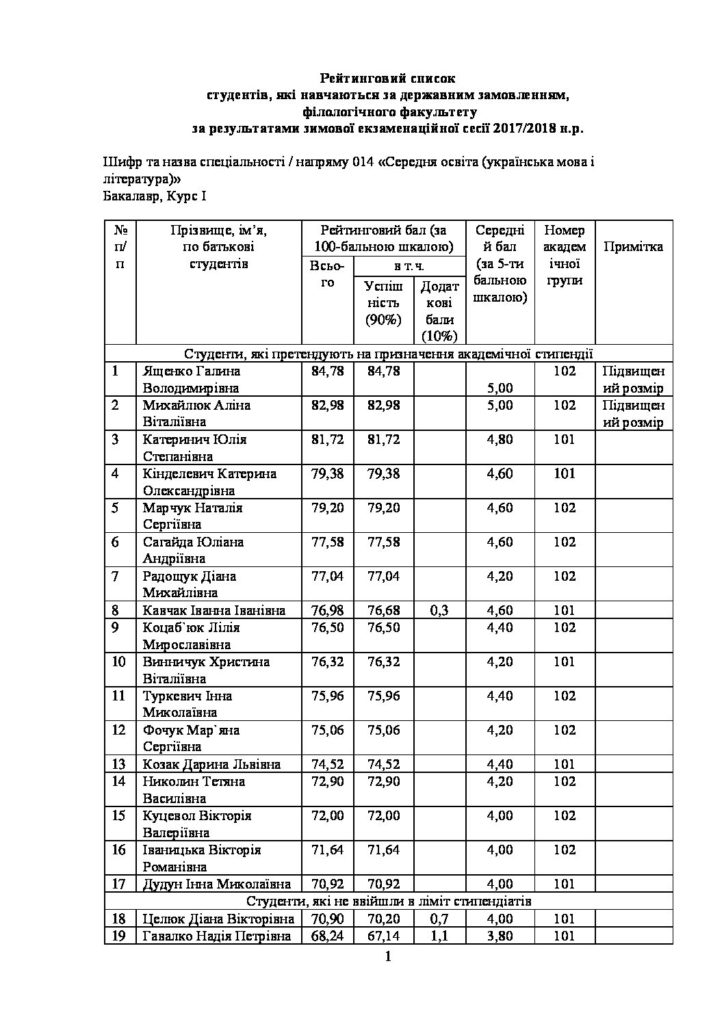 Рейтинговий список
студентів, які навчаються за державним замовленням,
філологічного факультету
за результатами зимової екзаменаційної сесії 2017/2018 н.р.
Шифр та назва спеціальності / напряму 014 «Середня освіта (українська мова і
література)»
Бакалавр, Курс І
№ п/п Прізвище, ім’я, по батькові студентів Рейтинговий бал (за 100-бальною шкалою) Середній бал (за 5-ти бальною шкалою) Номер академічної групи Примітка
Всього в т.ч.
Успішність (90%) Додаткові бали (10%)
Студенти, які претендують на призначення академічної стипендії
1 Ященко Галина 84,78 84,78 102 Підвищен
Володимирівна 5,00 ий розмір
2 Михайлюк Аліна 82,98 82,98 5,00 102 Підвищен
Віталіївна ий розмір
3 Катеринич Юлія 81,72 81,72 4,80 101
Степанівна
4 Кінделевич Катерина 79,38 79,38 4,60 101
Олександрівна
5 Марчук Наталія 79,20 79,20 4,60 102
Сергіївна
6 Сагайда Юліана 77,58 77,58 4,60 102
Андріївна
7 Радощук Діана 77,04 77,04 4,20 102
Михайлівна
8 Кавчак Іванна Іванівна 76,98 76,68 0,3 4,60 101
9 Коцаб`юк Лілія 76,50 76,50 4,40 102
Мирославівна
10 Винничук Христина 76,32 76,32 4,20 101
Віталіївна
11 Туркевич Інна 75,96 75,96 4,40 102
Миколаївна
12 Фочук Мар`яна 75,06 75,06 4,20 102
Сергіївна
13 Козак Дарина Львівна 74,52 74,52 4,40 101
14 Николин Тетяна 72,90 72,90 4,20 102
Василівна
15 Куцевол Вікторія 72,00 72,00 4,00 102
Валеріївна
16 Іваницька Вікторія 71,64 71,64 4,00 102
Романівна
17 Дудун Інна Миколаївна 70,92 70,92 4,00 101
Студенти, які не ввійшли в ліміт стипендіатів
18 Целюк Діана Вікторівна 70,90 70,20 0,7 4,00 101
19 Гавалко Надія Петрівна 68,24 67,14 1,1 3,80 101
1